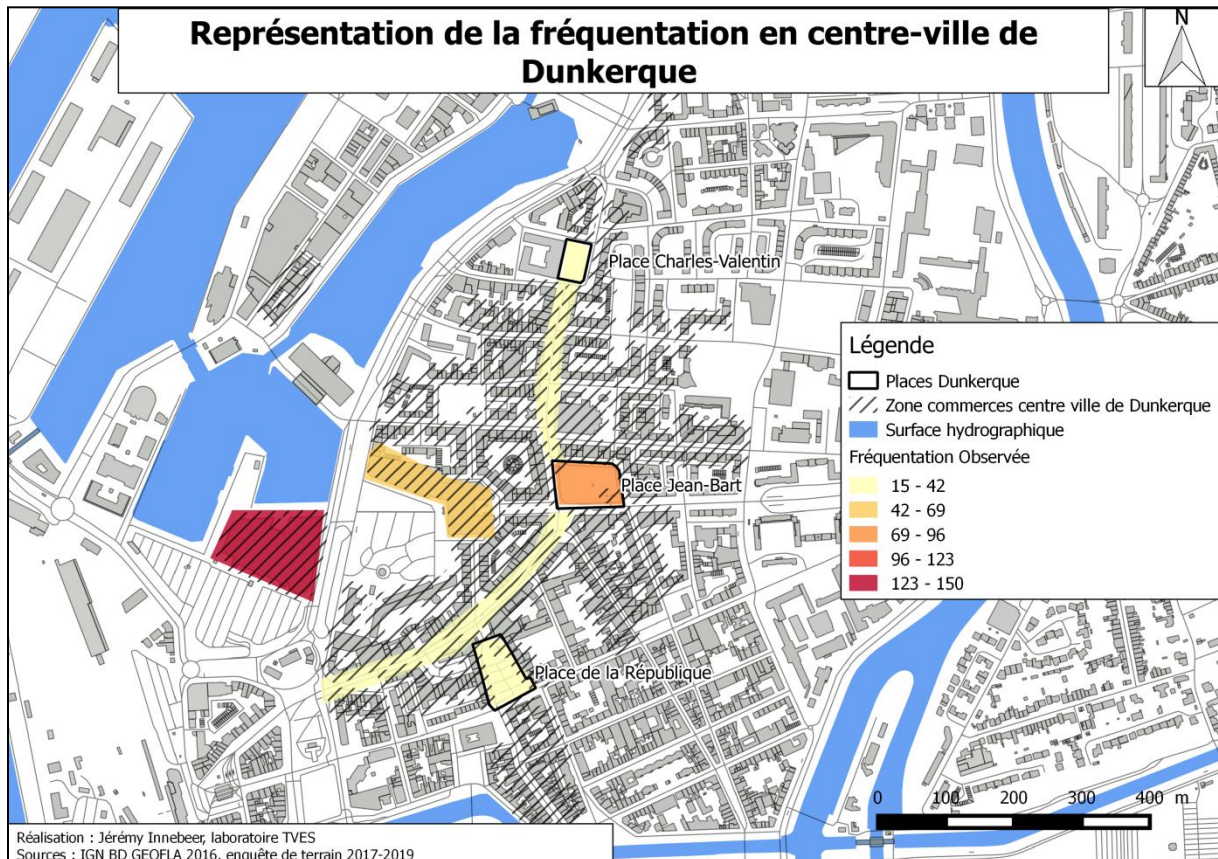 Représentation de la fréquentation en centre-ville de
Dunkerque
N
Place Charles-Valentin
Place Jean-Bart
Place de la République
Légende
Places Dunkerque
Zone commerces centre ville de Dunkerque
Surface hydrographique
Fréquentation Observée
15 - 42
42 - 69
69 - 96
96 - 123
123 - 150
0 100 200 300 400 m
Réalisation : Jérémy Innebeer, laboratoire TVES
Sources : IGN BD GEOFLA 2016, enquête de terrain 2017-2019